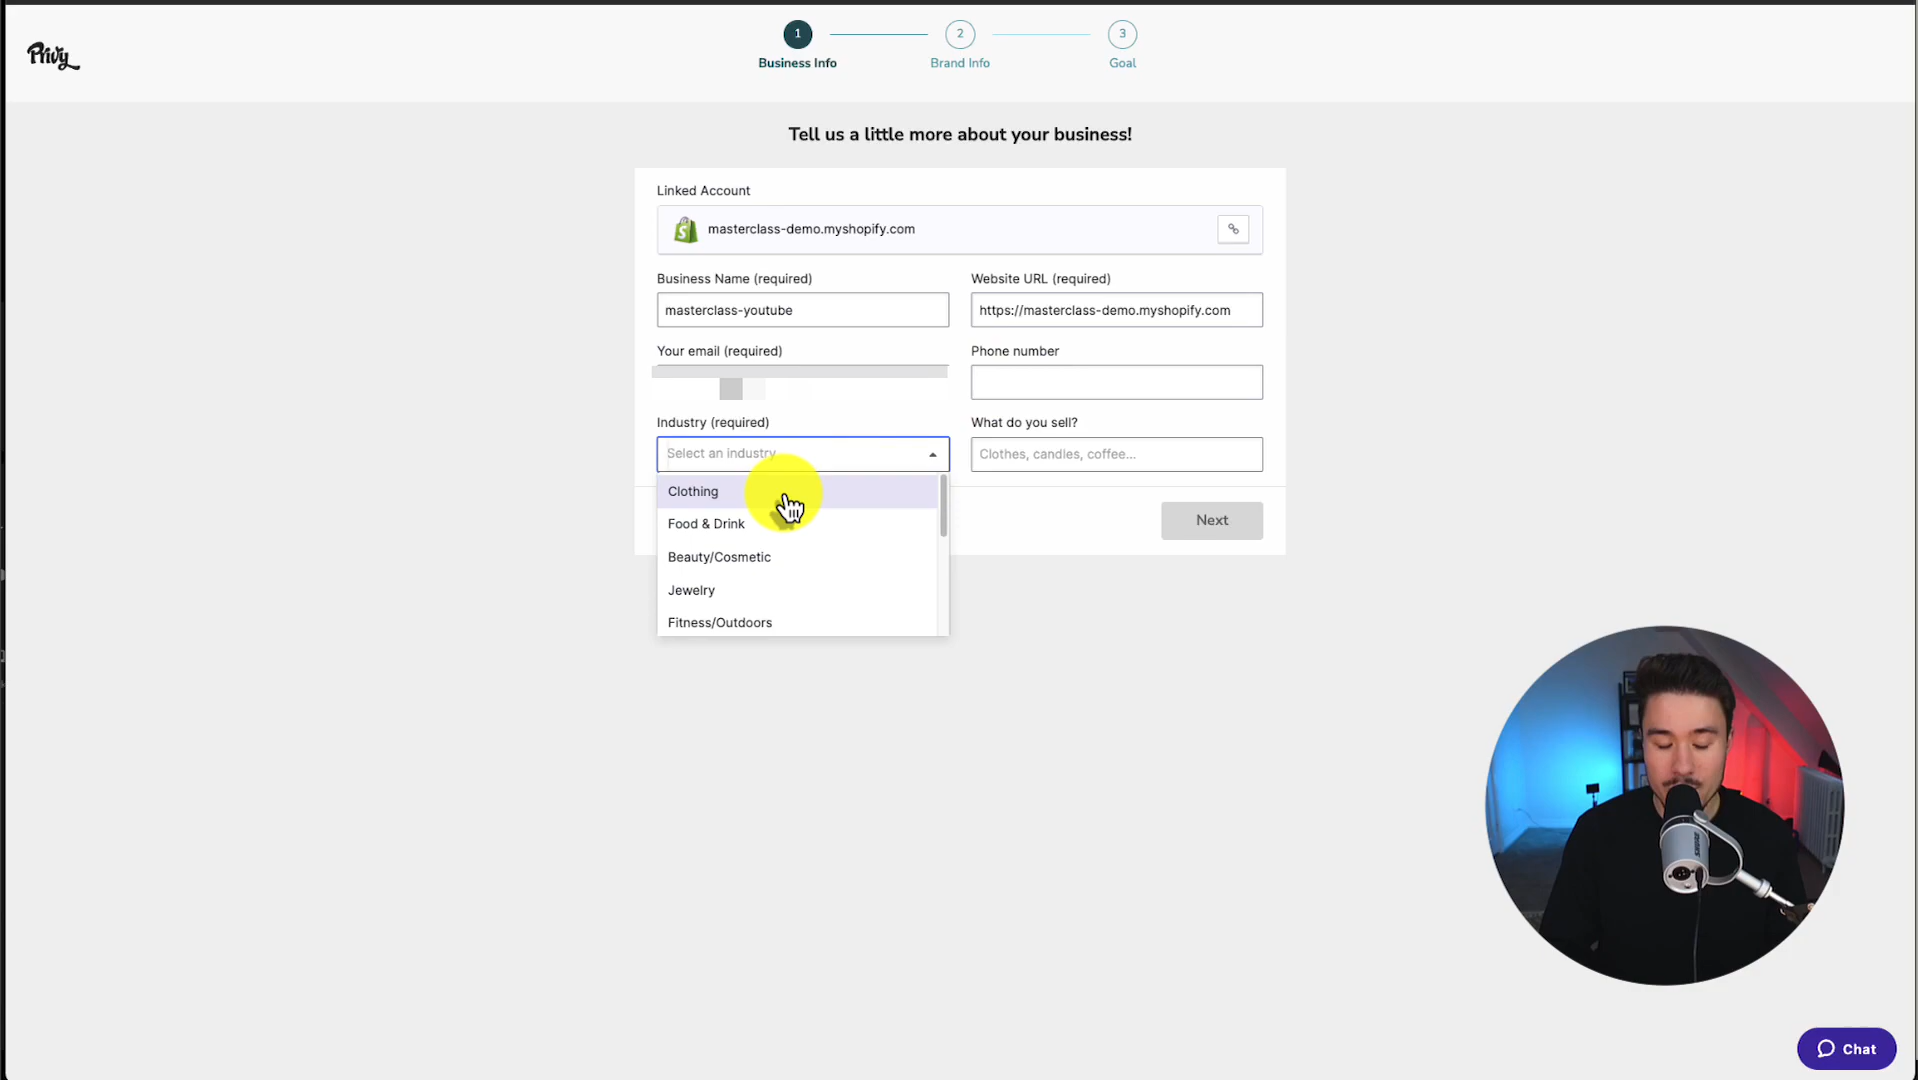 Privy
1
2
3
Business Info
Brand Info
Goal
Tell us a little more about your business!
Linked Account
masterclass-demo.myshopify.com
Business Name (required)
Website URL (required)
masterclass-youtube
https://masterclass-demo.myshopify.com
Your email (required)
Phone number
Industry (required)
What do you sell?
Select an industry
Clothes, candles, coffee...
Clothing
Food & Drink
Next
Beauty/Cosmetic
Jewelry
Fitness/Outdoors
Chat